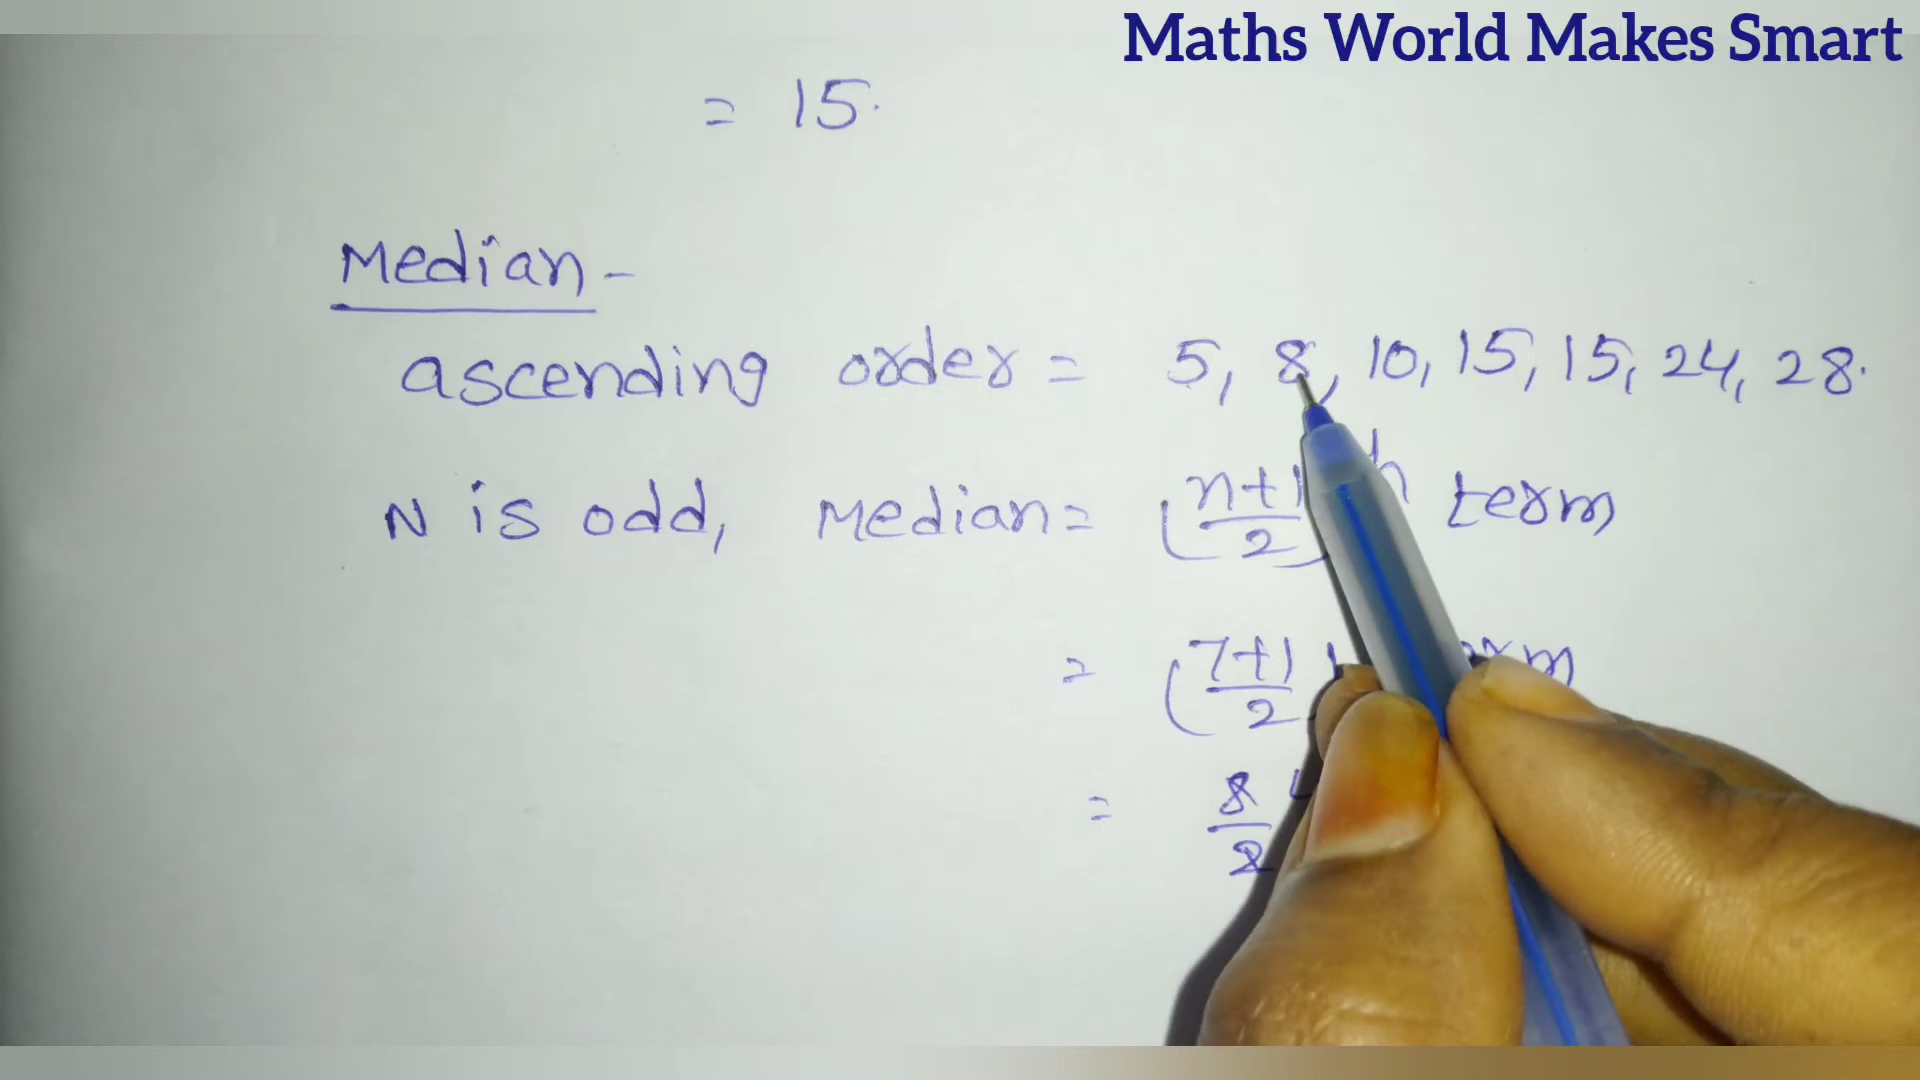 Maths World Makes Smart
= 15.
Median -
ascending order = 5, 8, 10, 15, 15, 24, 28.
N is odd, Median = (n+1/2) term
= (7+1/2
= 8/2